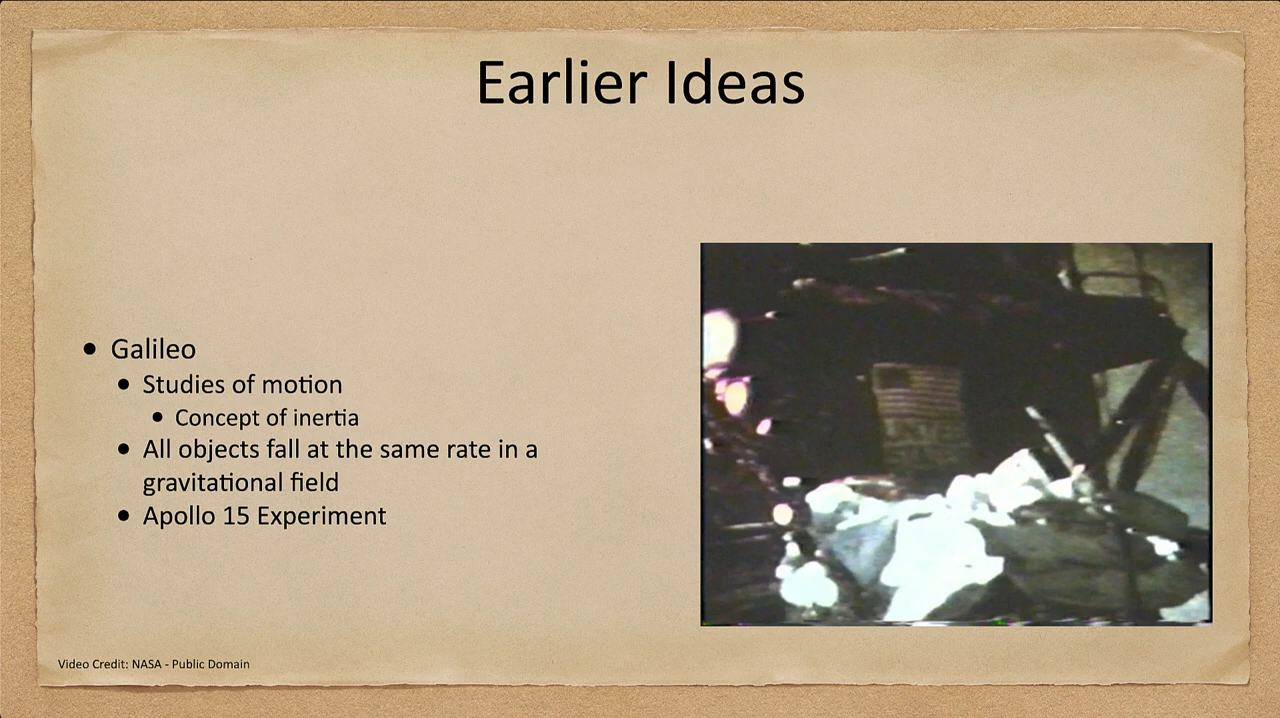 Earlier Ideas
• Galileo
• Studies of motion
• Concept of inertia
• All objects fall at the same rate in a
gravitational field
• Apollo 15 Experiment
Video Credit: NASA - Public Domain